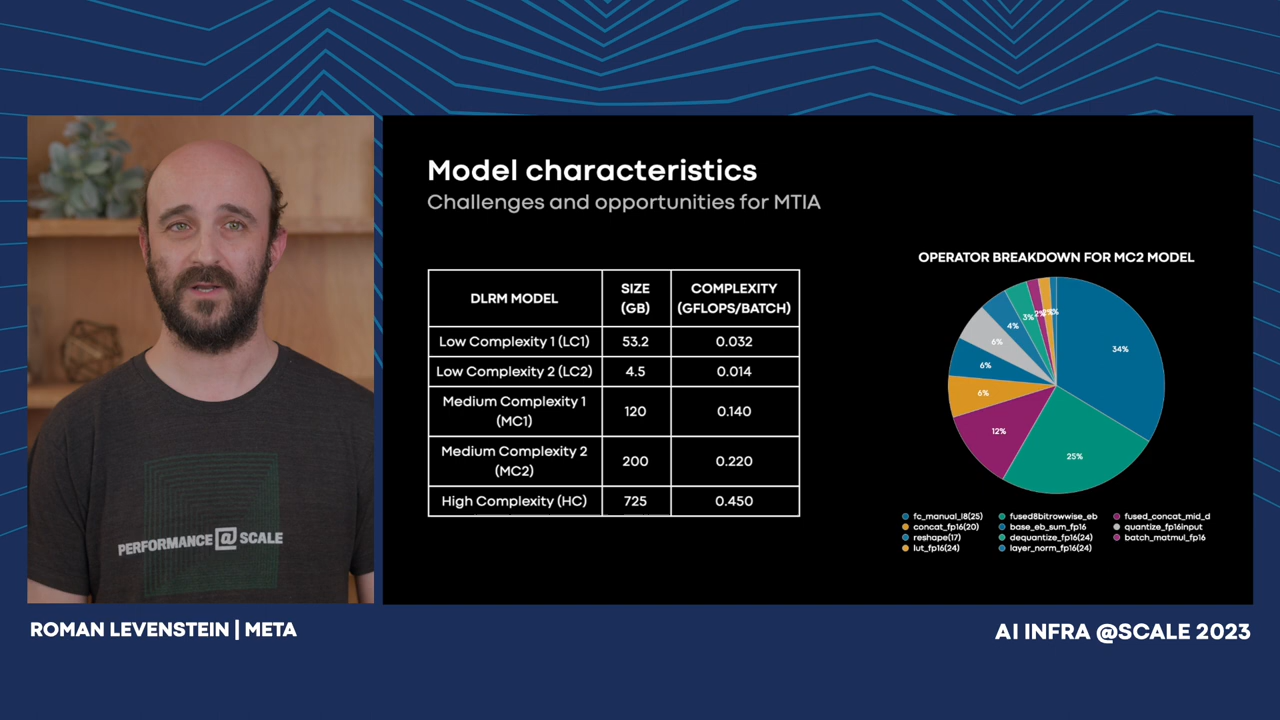 Model characteristics
Challenges and opportunities for MTIA
OPERATOR BREAKDOWN FOR MC2 MODEL
DLRM MODEL
SIZE
(GB)
COMPLEXITY
(GFLOPS/BATCH)
Low Complexity 1 (LC1)
53.2
0.032
Low Complexity 2 (LC2)
4.5
0.014
Medium Complexity 1
(MC1)
120
0.140
Medium Complexity 2
(MC2)
200
0.220
High Complexity (HC)
725
0.450
34%
25%
12%
6%
6%
6%
4%
3%
2%
fc_manual_I8(25)
fused8bitrowwise_eb
fused_concat_mid_d
concat_fp16(20)
base_eb_sum_fp16
quantize_fp16input
reshape(17)
dequantize_fp16(24)
batch_matmul_fp16
lut_fp16(24)
layer_norm_fp16(24)
PERFORMANCE@SCALE
ROMAN LEVENSTEIN | META
AI INFRA @SCALE 2023